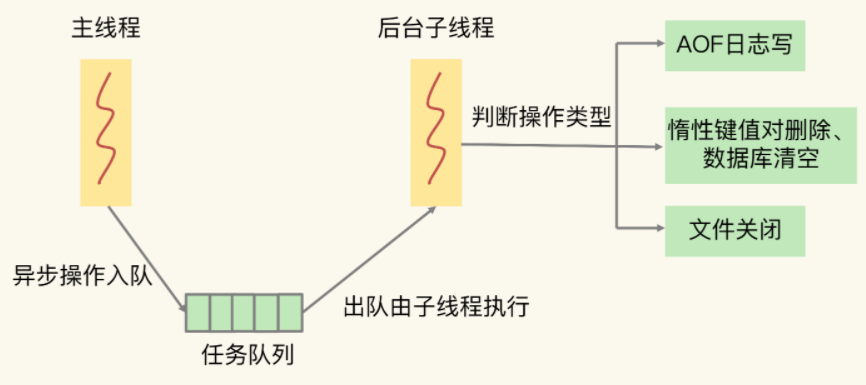 主线程
后台子线程
AOF日志写
判断操作类型
惰性键值对删除、
数据库清空
文件关闭
异步操作入队
出队由子线程执行
任务队列